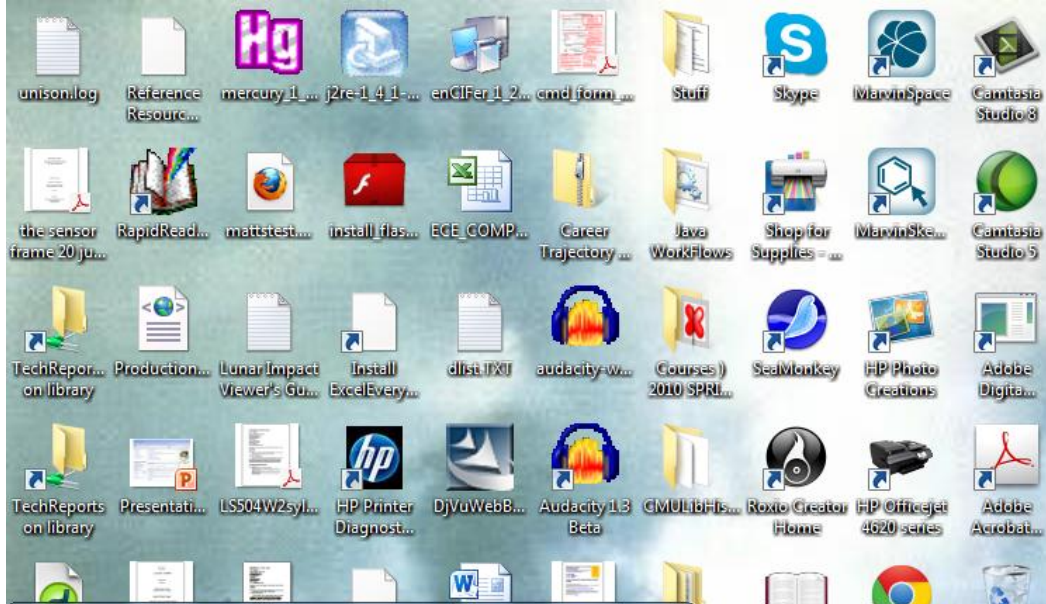 Hg
unison.log
Reference
Resourc...
mercury_1_...
j2re-1_4_1-...
enCIFer_1_2...
cmd_form_...
Stuff
Skype
MarvinSpace
Camtasia
Studio 8
the sensor
frame 20 ju...
RapidRead...
mattstest....
install_flas...
ECE_COMP...
Career
Trajectory ...
Java
WorkFlows
Shop for
Supplies - ...
MarvinSke...
Camtasia
Studio 5
TechRepor...
on library
Production...
Lunar Impact
Viewer's Gu...
Install
ExcelEvery...
dlist.TXT
audacity-w...
Courses )
2010 SPRI...
SeaMonkey
HP Photo
Creations
Adobe
Digita...
hp
TechReports
on library
Presentati...
LS504W2syl...
HP Printer
Diagnost...
DjVuWebB...
Audacity 1.3
Beta
CMULibHis...
Roxio Creator
Home
HP Officejet
4620 series
Adobe
Acrobat...